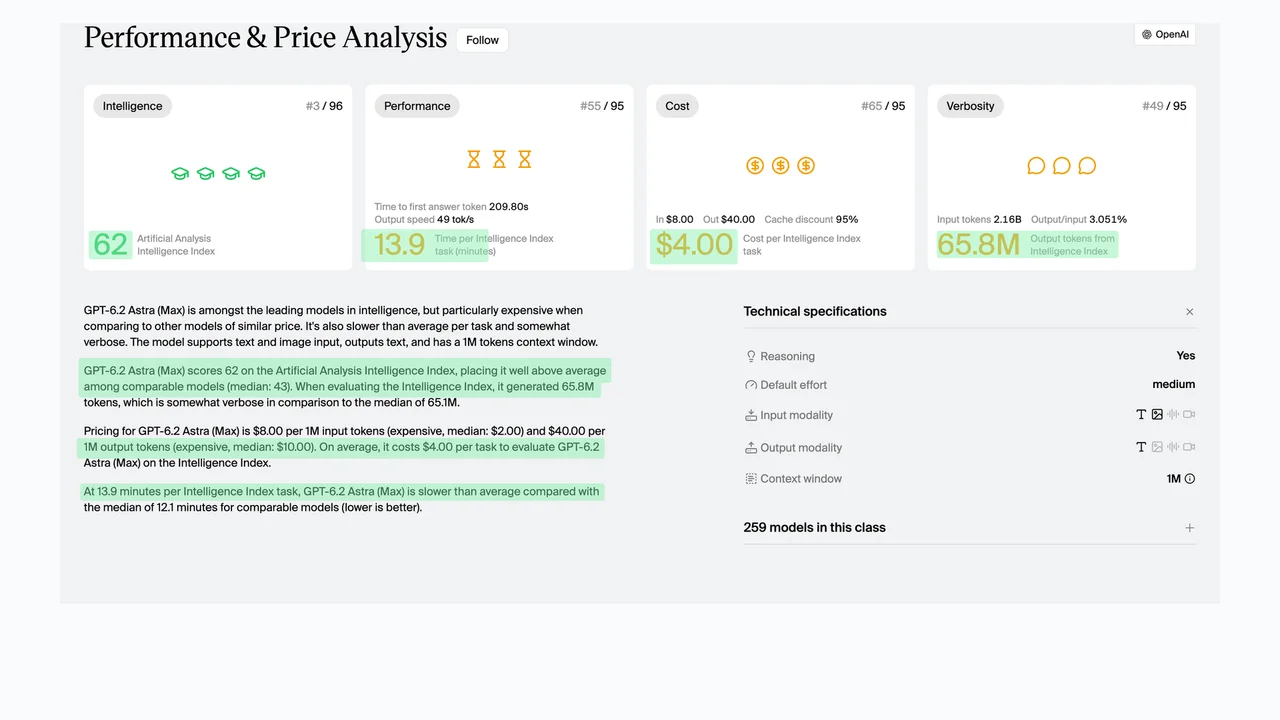 Performance & Price Analysis
Follow
OpenAI
Intelligence
#3 / 96
62
Artificial Analysis
Intelligence Index
Performance
#55 / 95
Time to first answer token 209.80s
Output speed 49 tok/s
13.9
Time per Intelligence Index
task (minutes)
Cost
#65 / 95
In $8.00 Out $40.00 Cache discount 95%
$4.00
Cost per Intelligence Index
task
Verbosity
#49 / 95
Input tokens 2.16B Output/input 3.051%
65.8M
Output tokens from
Intelligence Index
GPT-6.2 Astra (Max) is amongst the leading models in intelligence, but particularly expensive when
comparing to other models of similar price. It's also slower than average per task and somewhat
verbose. The model supports text and image input, outputs text, and has a 1M tokens context window.
GPT-6.2 Astra (Max) scores 62 on the Artificial Analysis Intelligence Index, placing it well above average
among comparable models (median: 43). When evaluating the Intelligence Index, it generated 65.8M
tokens, which is somewhat verbose in comparison to the median of 65.1M.
Pricing for GPT-6.2 Astra (Max) is $8.00 per 1M input tokens (expensive, median: $2.00) and $40.00 per
1M output tokens (expensive, median: $10.00). On average, it costs $4.00 per task to evaluate GPT-6.2
Astra (Max) on the Intelligence Index.
At 13.9 minutes per Intelligence Index task, GPT-6.2 Astra (Max) is slower than average compared with
the median of 12.1 minutes for comparable models (lower is better).
Technical specifications
Reasoning
Yes
Default effort
medium
Input modality
Output modality
Context window
1M
259 models in this class